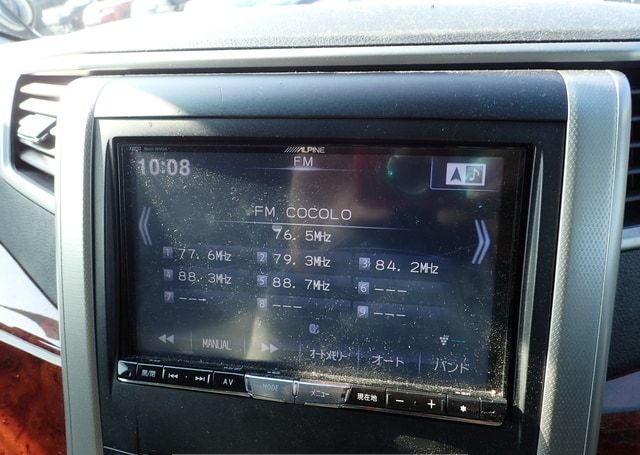 ALPINE
10:08
FM
FM COCOLO
76.5MHz
1 77.6MHz 2 79.3MHz 3 84.2MHz
4 88.3MHz 5 88.7MHz 6 ---
7 --- 8 --- 9 ---
MANUAL オートメモリー オート バンド
開/閉 AV MODE メニュー 現在地 − +